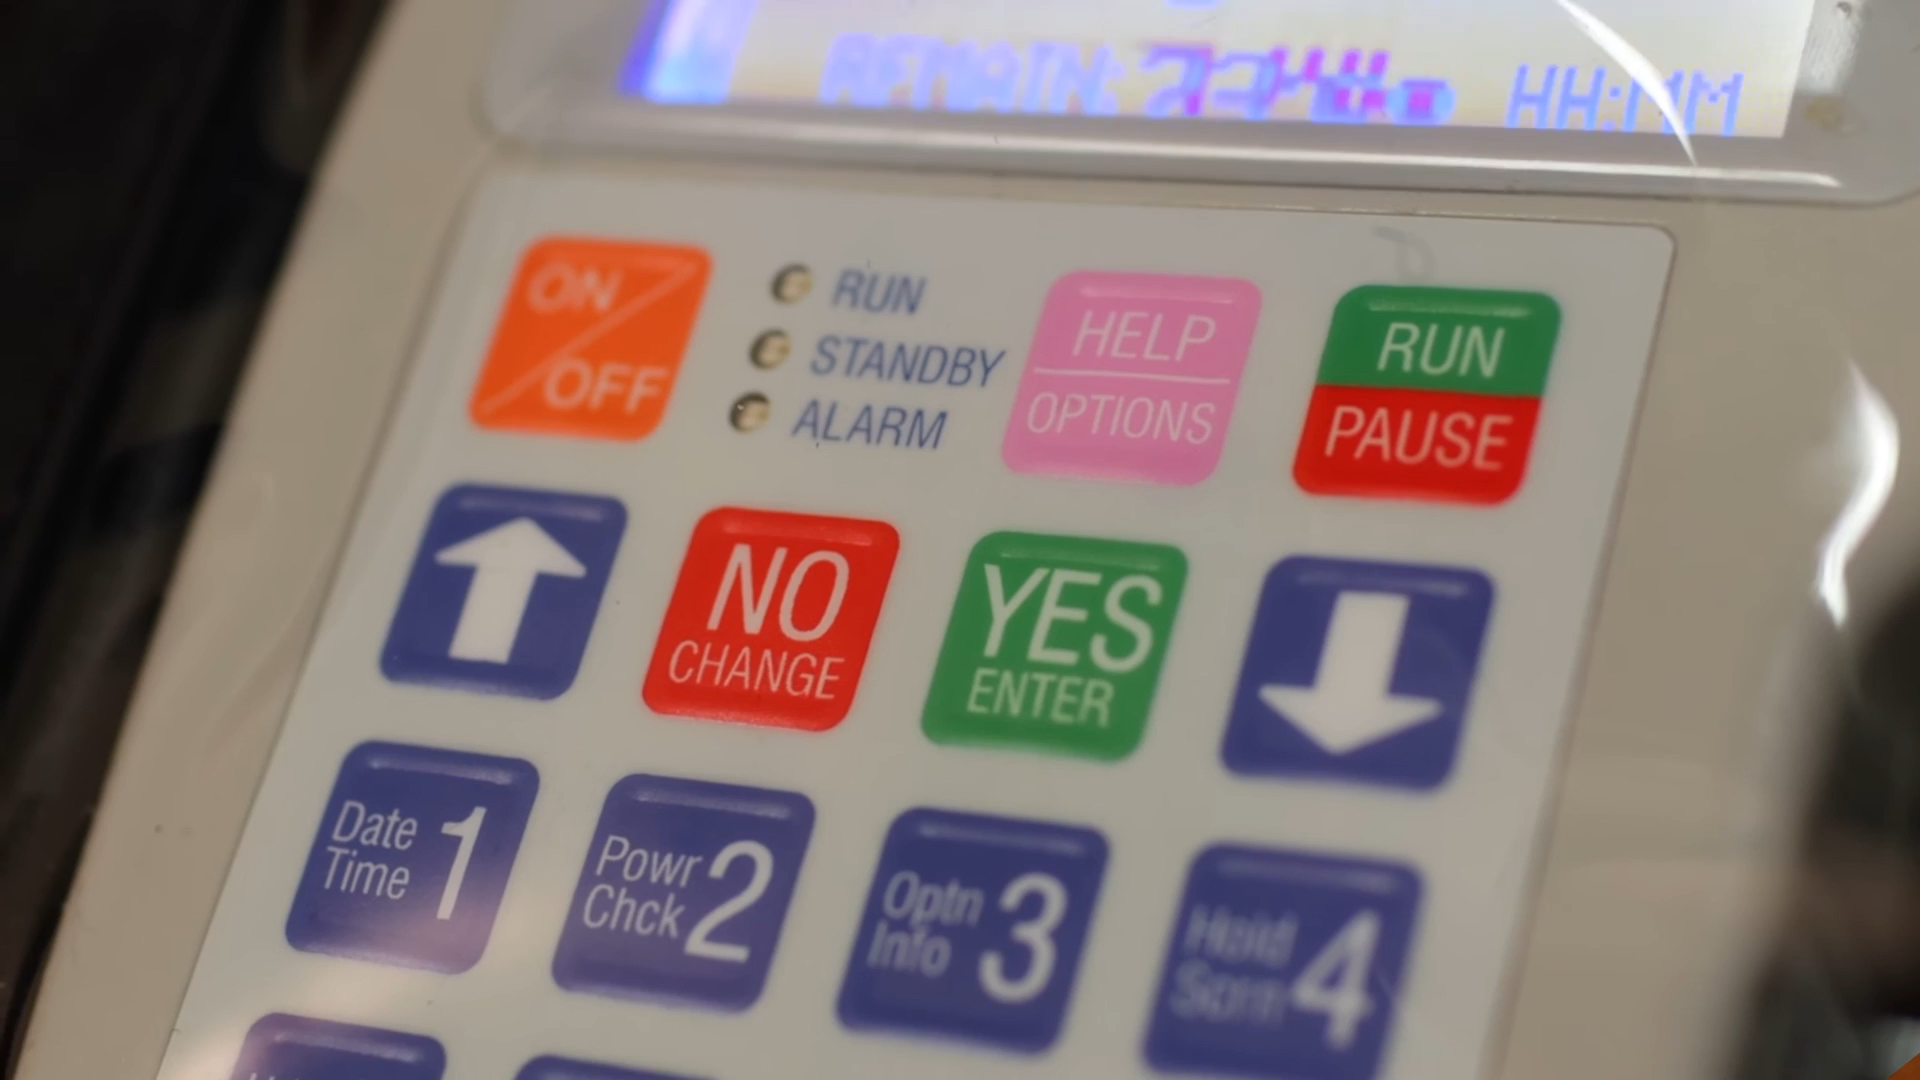 REMAIN: HH:MM
ON
OFF
RUN
STANDBY
ALARM
HELP
OPTIONS
RUN
PAUSE
NO
CHANGE
YES
ENTER
Date
Time
1
Powr
Chck
2
Optn
Info
3
Hold
4